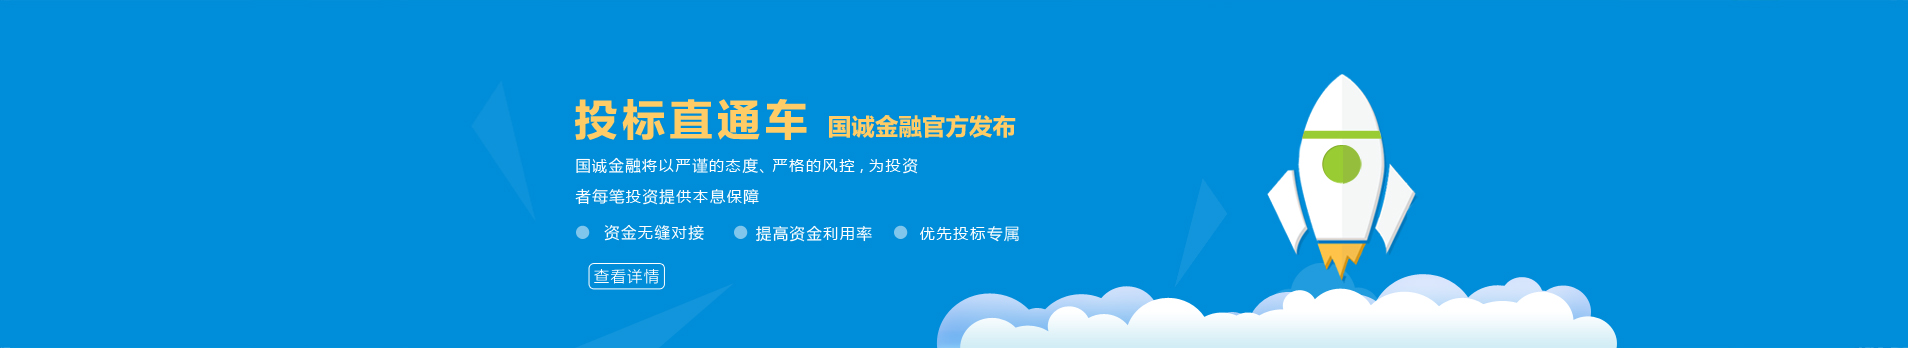 投标直通车 国诚金融官方发布
国诚金融将以严谨的态度、严格的风控，为投资
者每笔投资提供本息保障
资金无缝对接 提高资金利用率 优先投标专属
查看详情